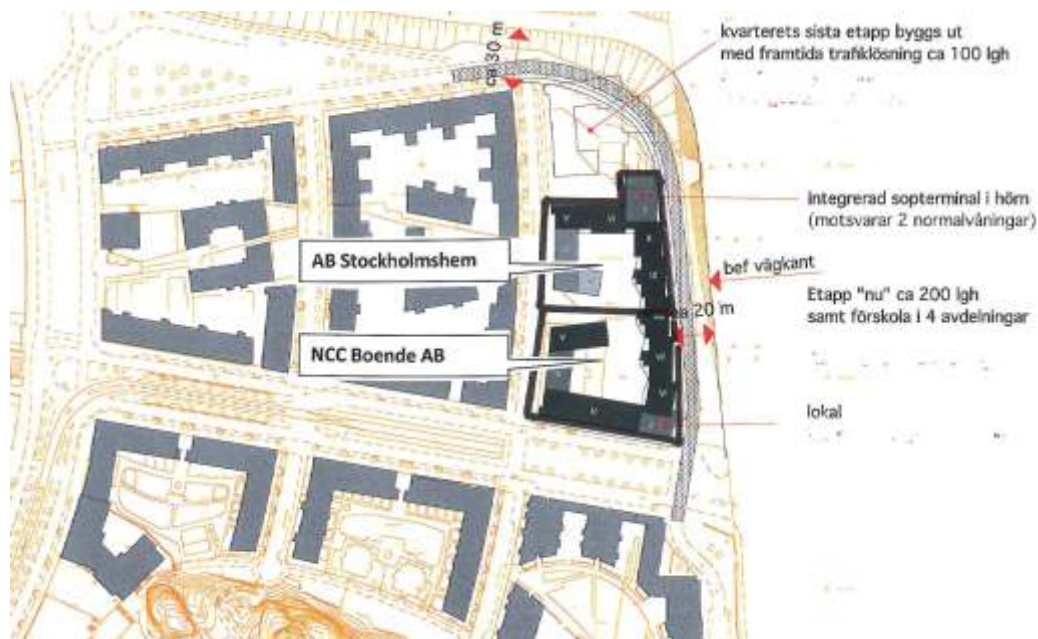 kvarterets sista etapp byggs ut
med framtida trafiklösning ca 100 lgh
ca 30 m
integrerad sopterminal i hörn
(motsvarar 2 normalvåningar)
AB Stockholmshem
bef vägkant
Etapp "nu" ca 200 lgh
samt förskola i 4 avdelningar
ca 20 m
NCC Boende AB
lokal